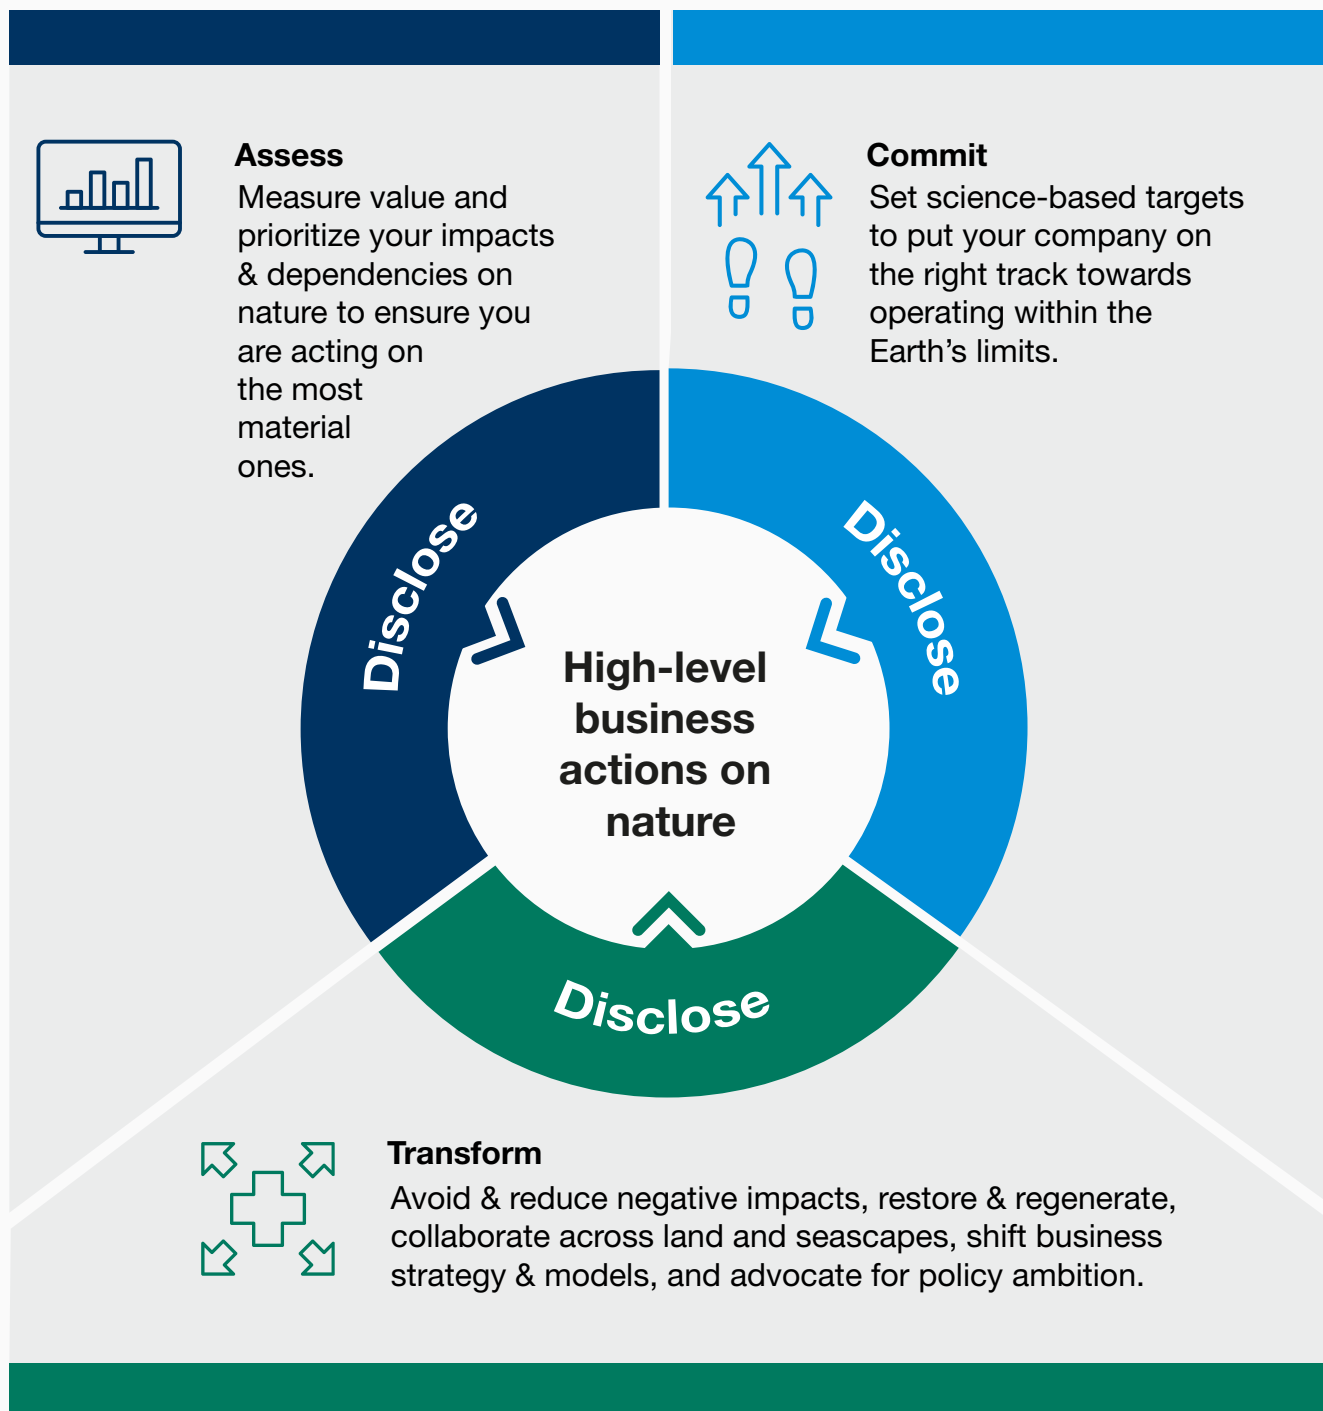 Assess
Measure value and
prioritize your impacts
& dependencies on
nature to ensure you
are acting on
the most
material
ones.
Commit
Set science-based targets
to put your company on
the right track towards
operating within the
Earth’s limits.
Disclose
Disclose
High-level
business
actions on
nature
Disclose
Transform
Avoid & reduce negative impacts, restore & regenerate,
collaborate across land and seascapes, shift business
strategy & models, and advocate for policy ambition.